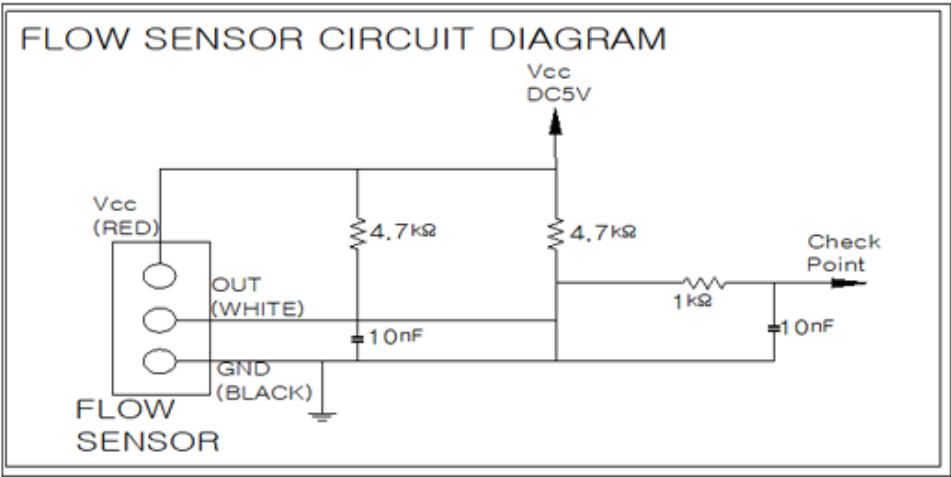 FLOW SENSOR CIRCUIT DIAGRAM
Vcc
DC5V
Vcc
(RED)
4.7kΩ
4.7kΩ
Check
Point
OUT
(WHITE)
1kΩ
10nF
10nF
GND
(BLACK)
FLOW
SENSOR